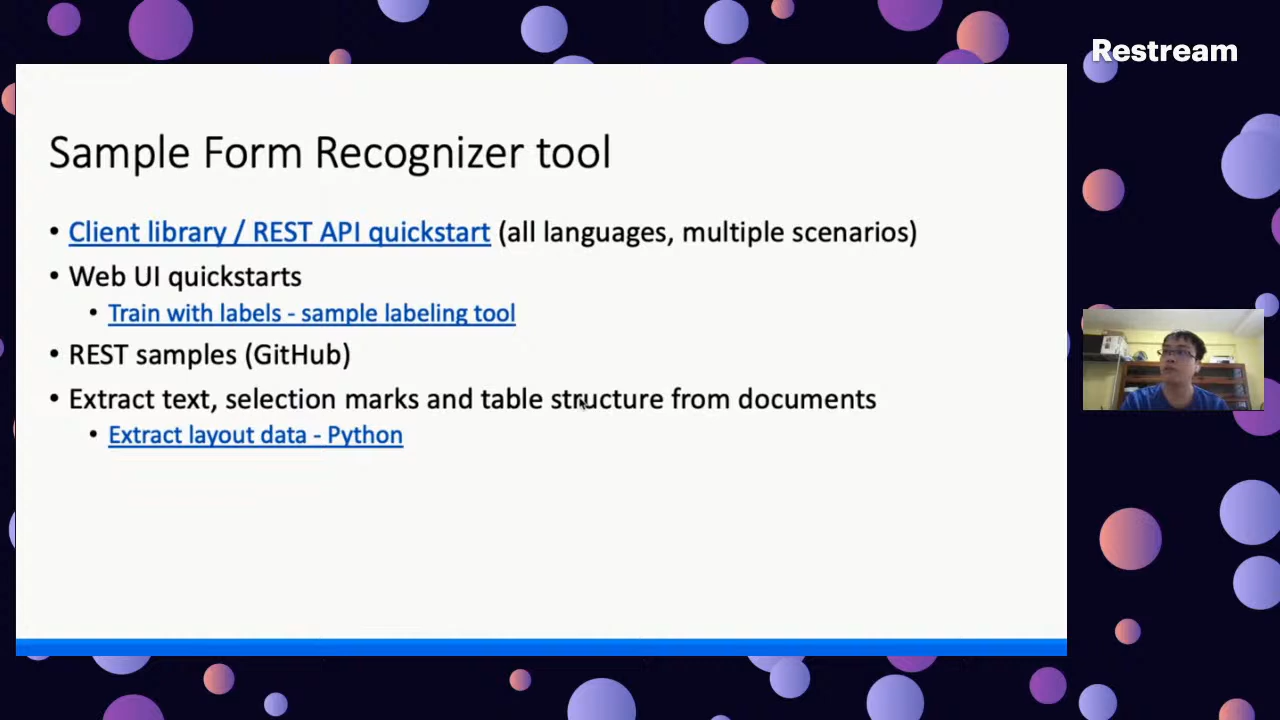 Restream
Sample Form Recognizer tool
• Client library / REST API quickstart (all languages, multiple scenarios)
• Web UI quickstarts
• Train with labels - sample labeling tool
• REST samples (GitHub)
• Extract text, selection marks and table structure from documents
• Extract layout data - Python